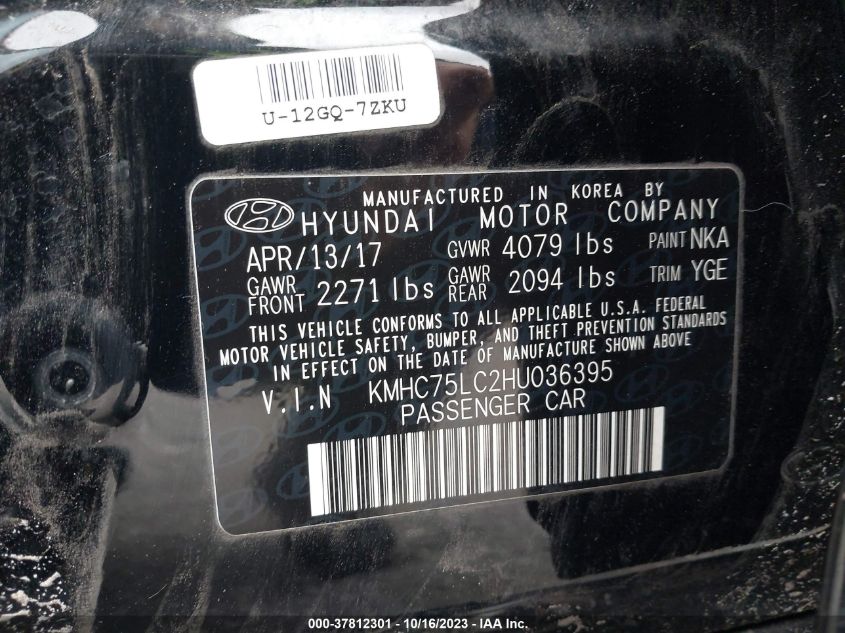 U-12GQ-7ZKU
MANUFACTURED IN KOREA BY
HYUNDAI MOTOR COMPANY
APR/13/17 GVWR 4079 lbs PAINT NKA
GAWR FRONT 2271 lbs GAWR REAR 2094 lbs TRIM YGE
THIS VEHICLE CONFORMS TO ALL APPLICABLE U.S.A. FEDERAL
MOTOR VEHICLE SAFETY, BUMPER, AND THEFT PREVENTION STANDARDS
IN EFFECT ON THE DATE OF MANUFACTURE SHOWN ABOVE
V.I.N KMHC75LC2HU036395
PASSENGER CAR
000-37812301 - 10/16/2023 - IAA, Inc.